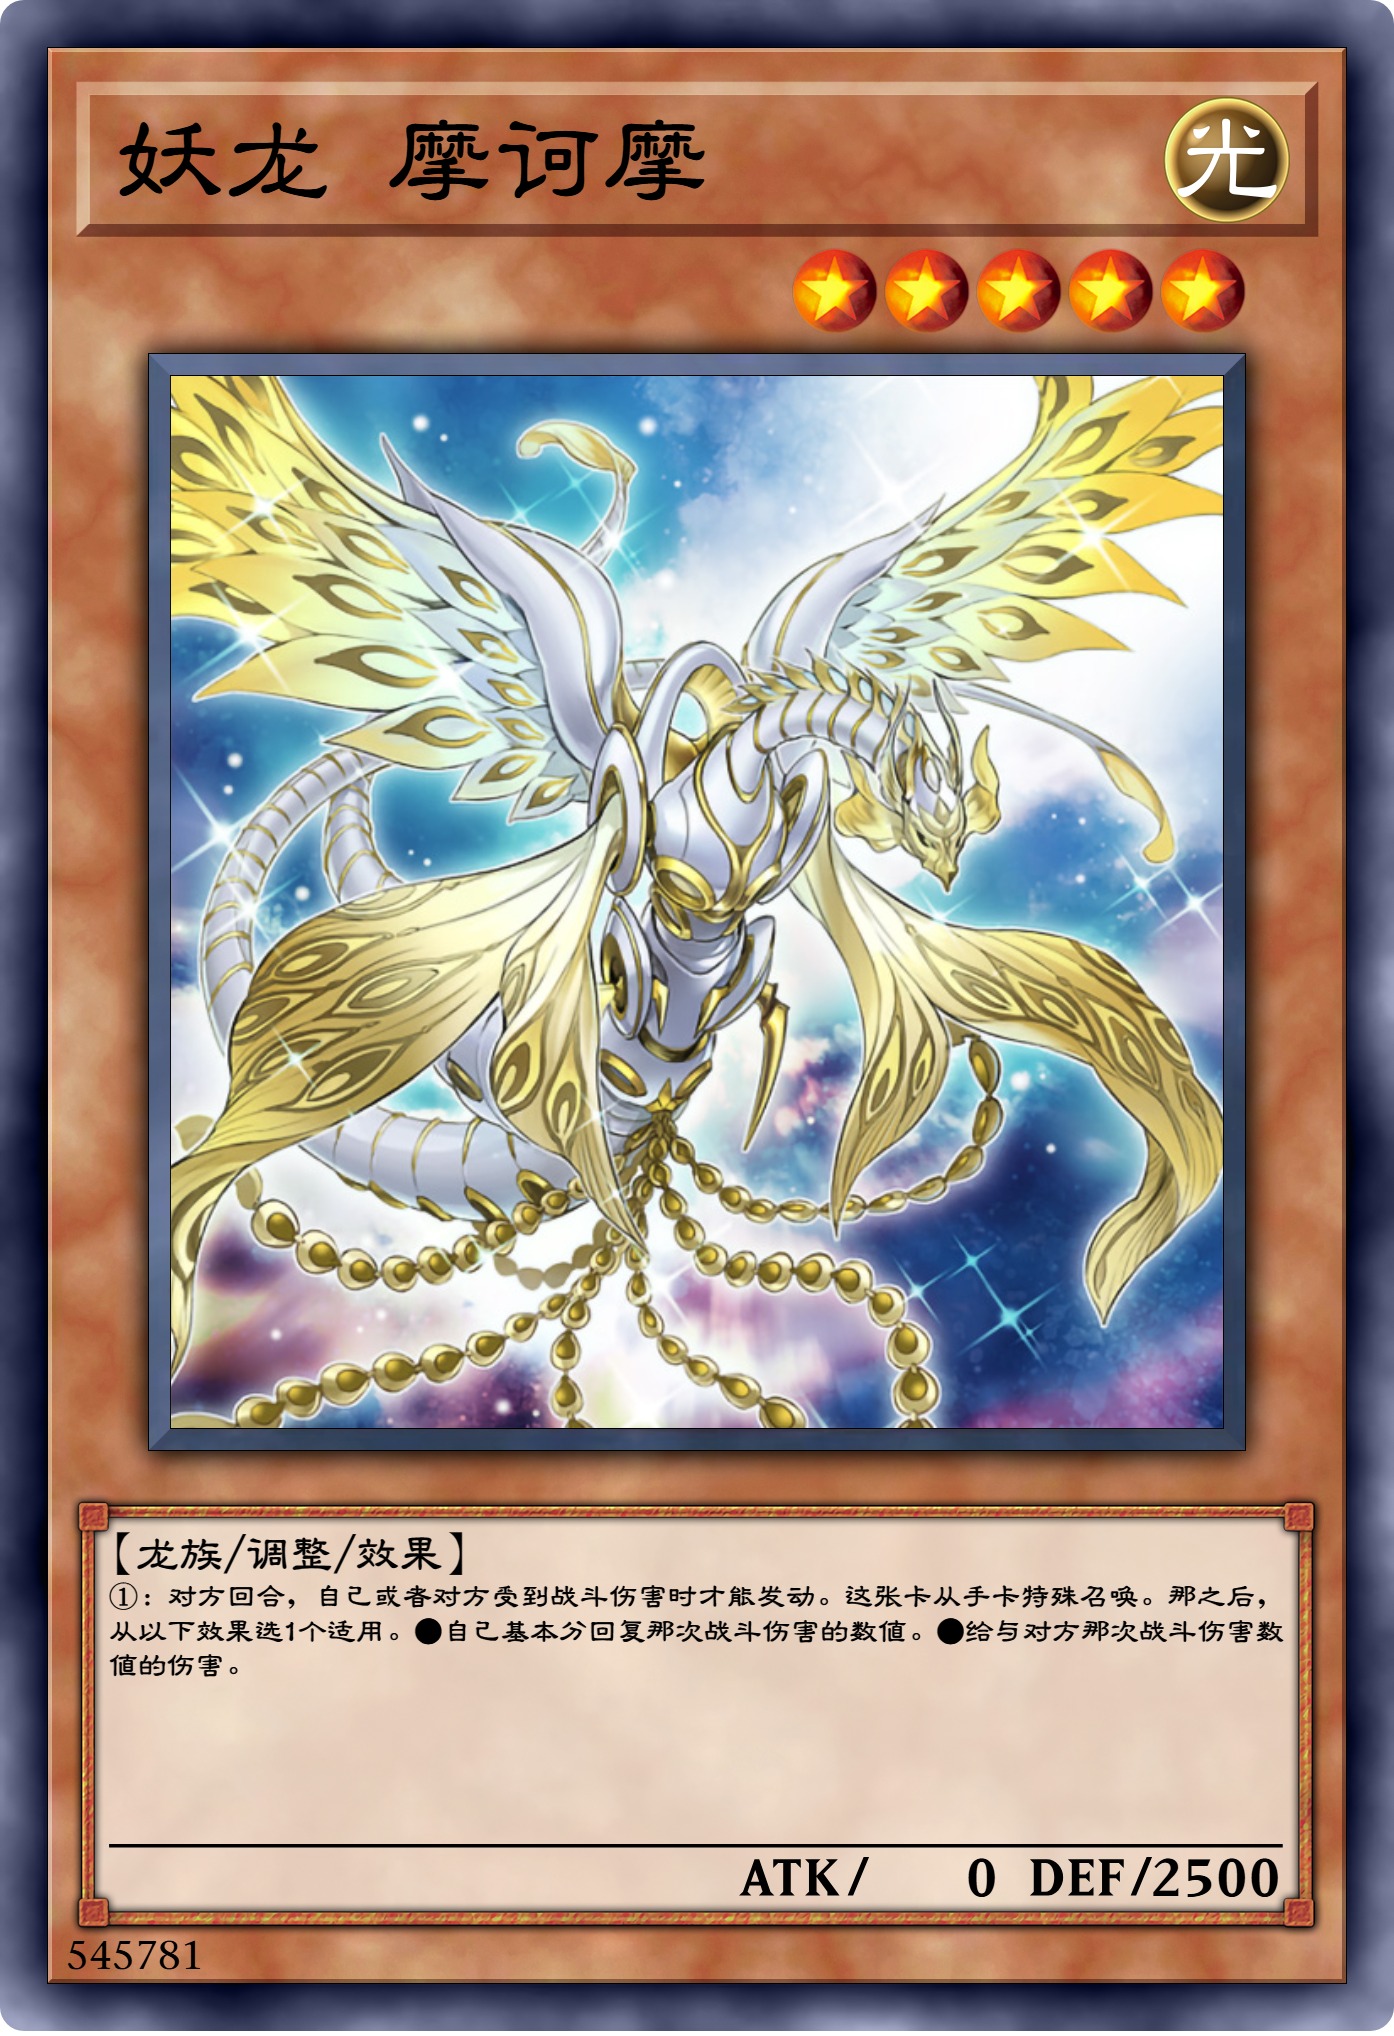 妖龙 摩诃摩
光
【龙族/调整/效果】
①：对方回合，自己或者对方受到战斗伤害时才能发动。这张卡从手卡特殊召唤。那之后，
从以下效果选1个适用。●自己基本分回复那次战斗伤害的数值。●给与对方那次战斗伤害数
值的伤害。
ATK/ 0 DEF/2500
545781